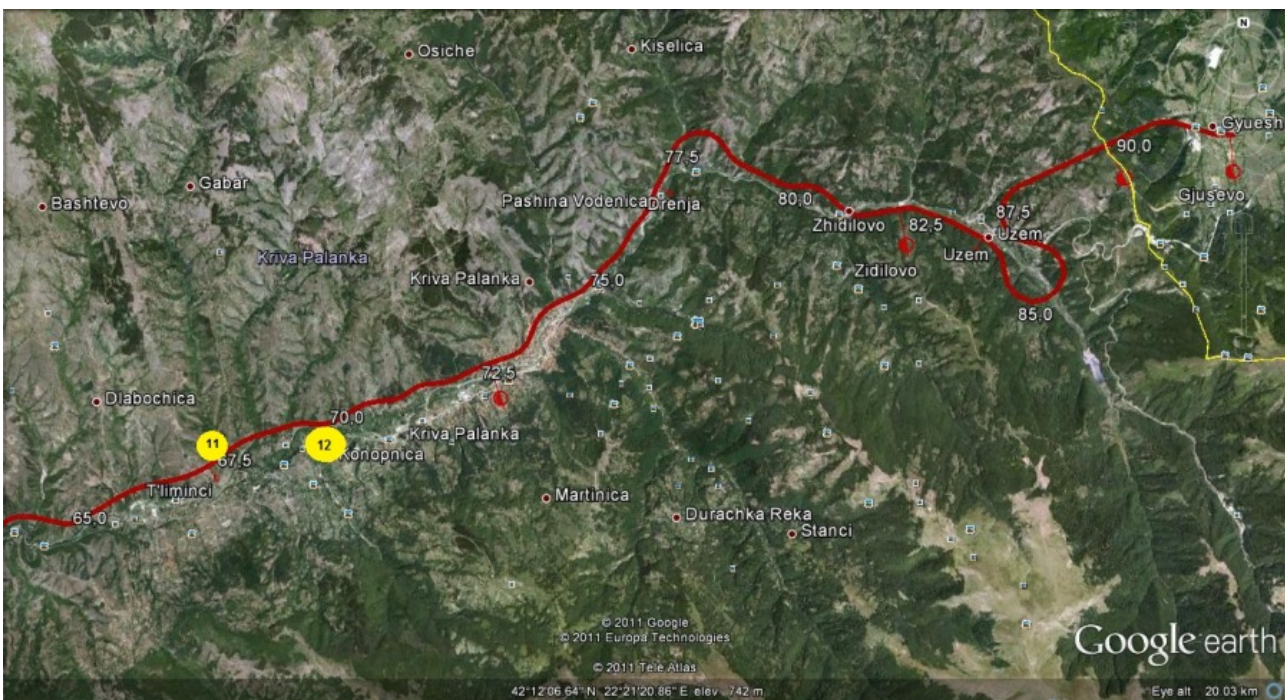 Osiche
Kiselica
N
Gyuesh
77,5
90,0
Gabar
Pashina Vodenica
Drenja
80,0
Gjuševo
Bashtevo
Zhidilovo
82,5
87,5
Uzem
Kriva Palanka
Uzem
Zidilovo
Kriva Palanka
75,0
85,0
72,5
Dlabochica
70,0
11
12
Kriva Palanka
67,5
Konopnica
T'liminci
Martinica
65,0
Durachka Reka
Stanci
© 2011 Google
© 2011 Europa Technologies
Google earth
© 2011 Tele Atlas
42°12'06.64" N 22°21'20.86" E elev 742 m
Eye alt 20.03 km